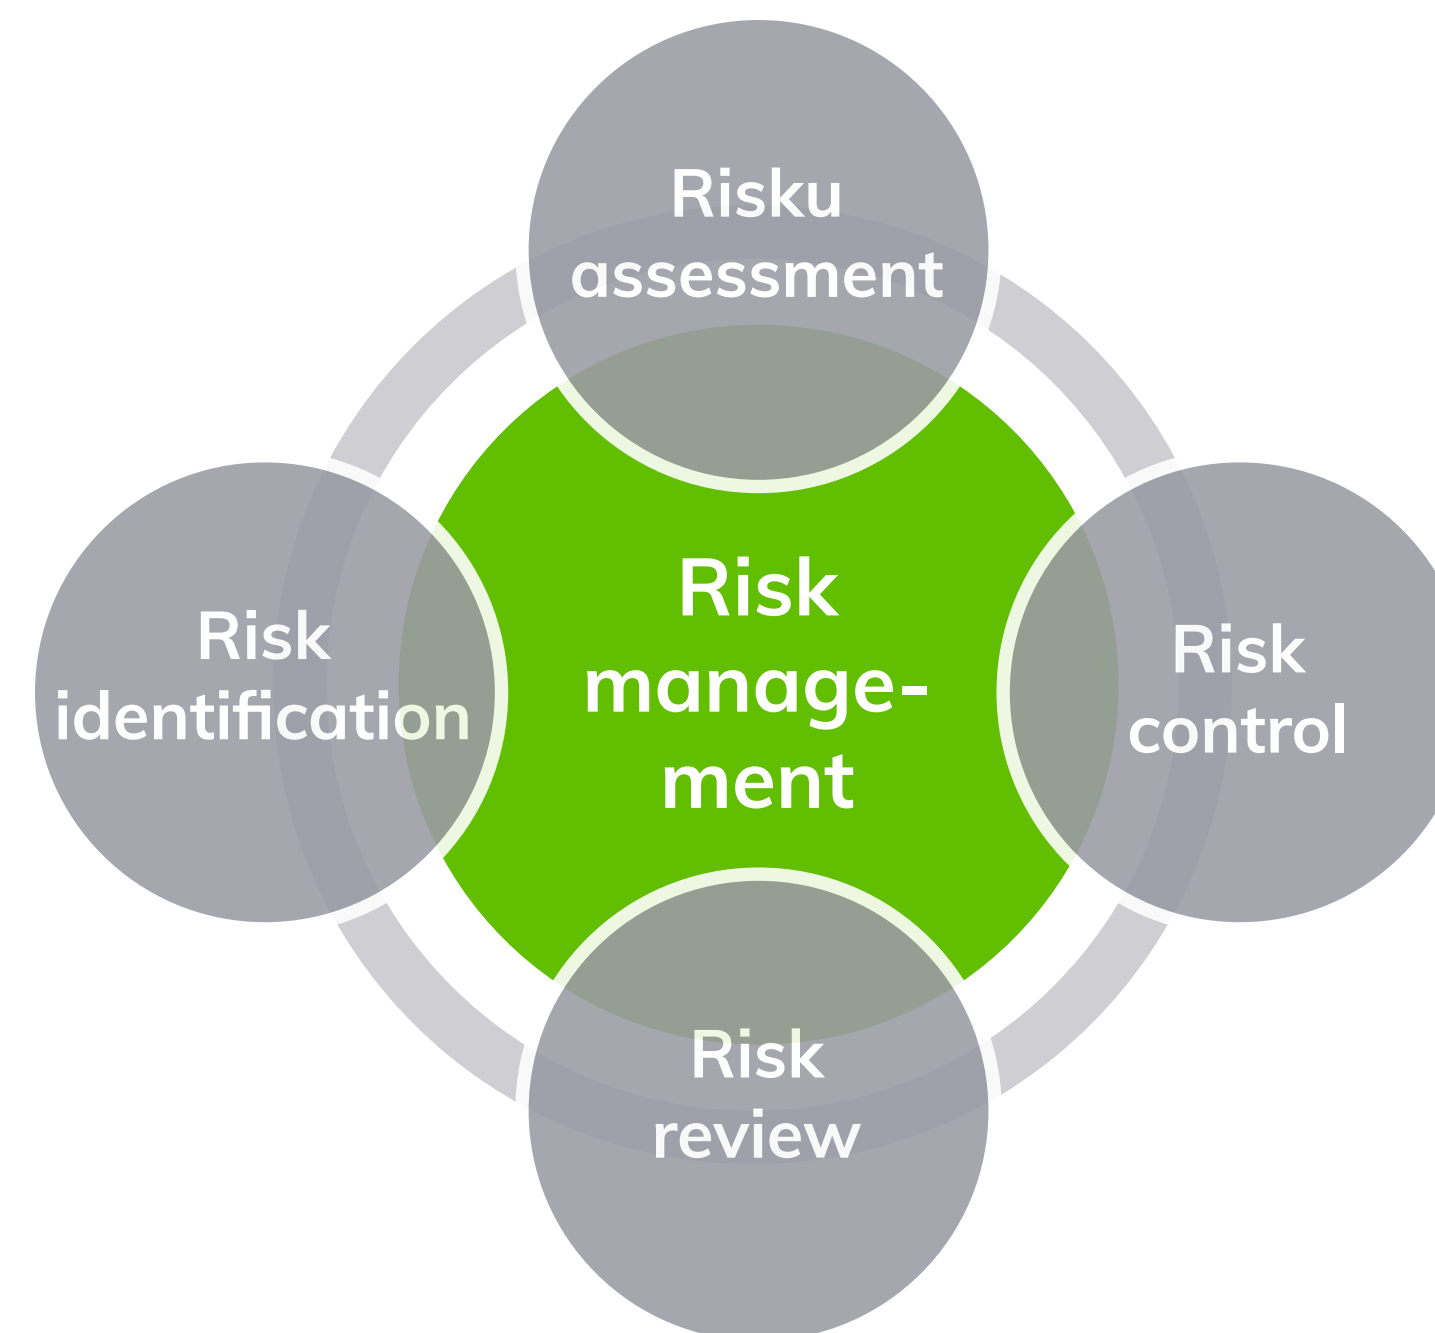 Risku
assessment
Risk
identification
Risk
manage-
ment
Risk
control
Risk
review